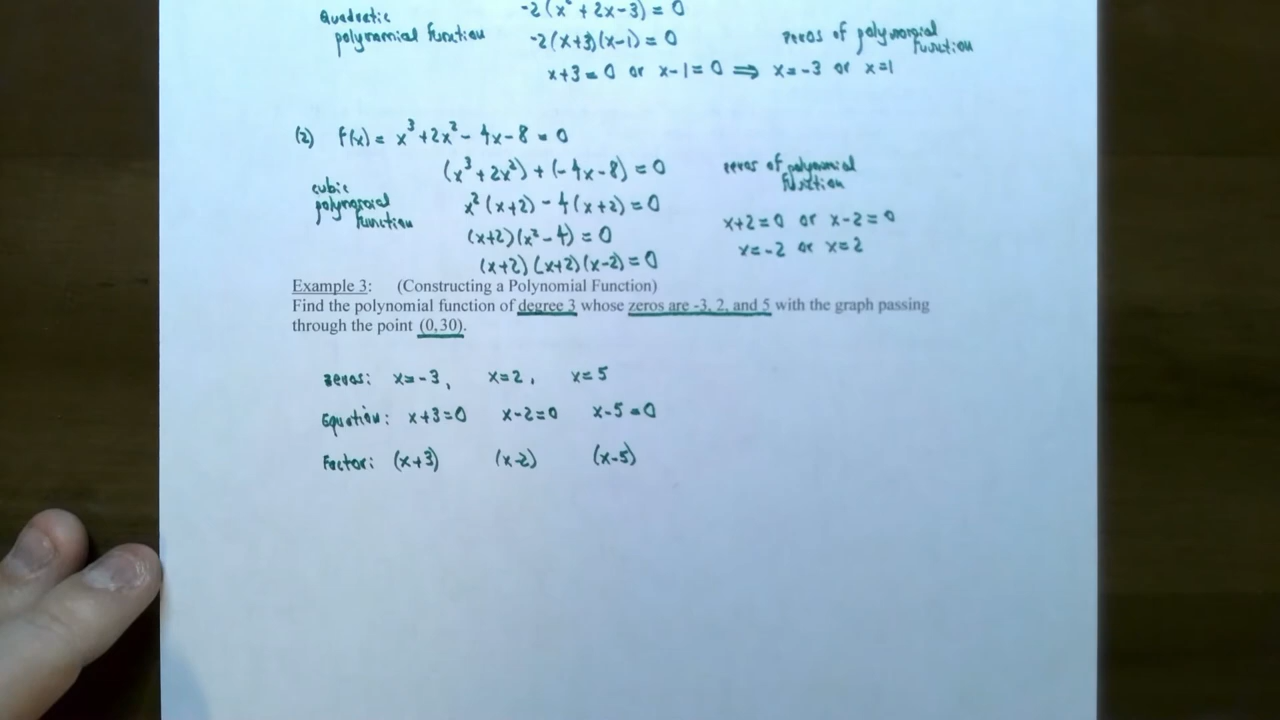 Quadratic
polynomial function
-2(x² + 2x - 3) = 0
-2(x+3)(x-1) = 0
x+3 = 0 or x-1 = 0 ⇒ x = -3 or x = 1
zeros of polynomial
function
(2) f(x) = x³ + 2x² - 4x - 8 = 0
cubic
polynomial
function
(x³ + 2x²) + (-4x - 8) = 0
x²(x+2) - 4(x+2) = 0
(x+2)(x² - 4) = 0
(x+2)(x+2)(x-2) = 0
zeros of polynomial
function
x+2 = 0 or x-2 = 0
x = -2 or x = 2
Example 3: (Constructing a Polynomial Function)
Find the polynomial function of degree 3 whose zeros are -3, 2, and 5 with the graph passing
through the point (0,30).
zeros: x = -3, x = 2, x = 5
Equation: x+3 = 0 x-2 = 0 x-5 = 0
Factor: (x+3) (x-2) (x-5)